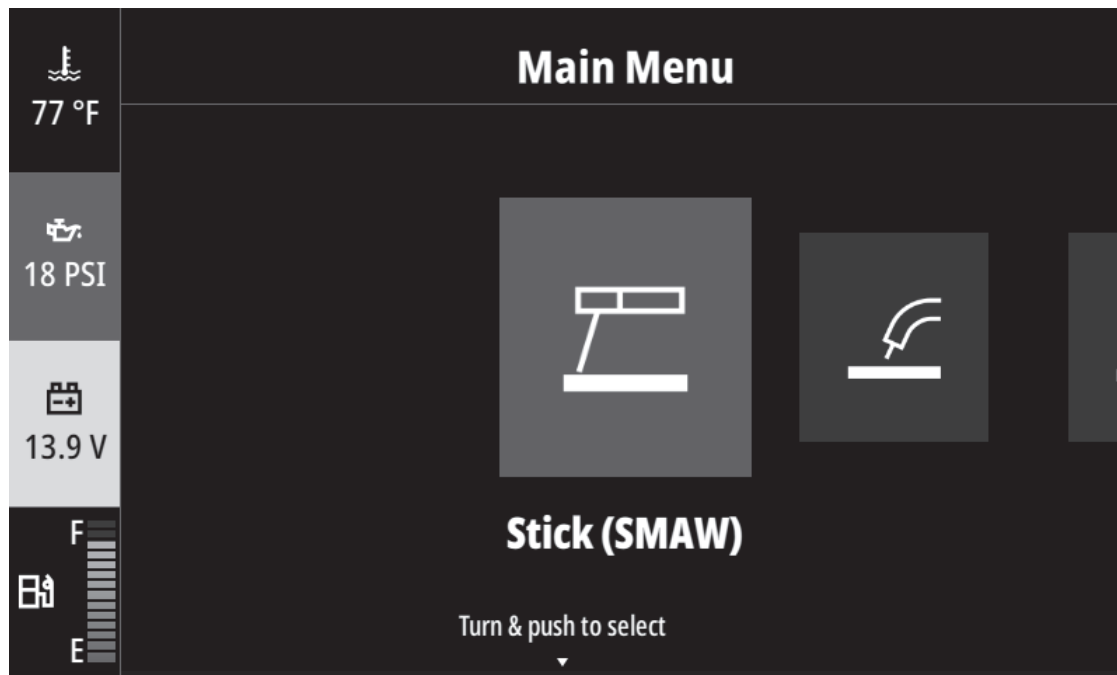 77 °F
18 PSI
13.9 V
F
E
Main Menu
Stick (SMAW)
Turn & push to select